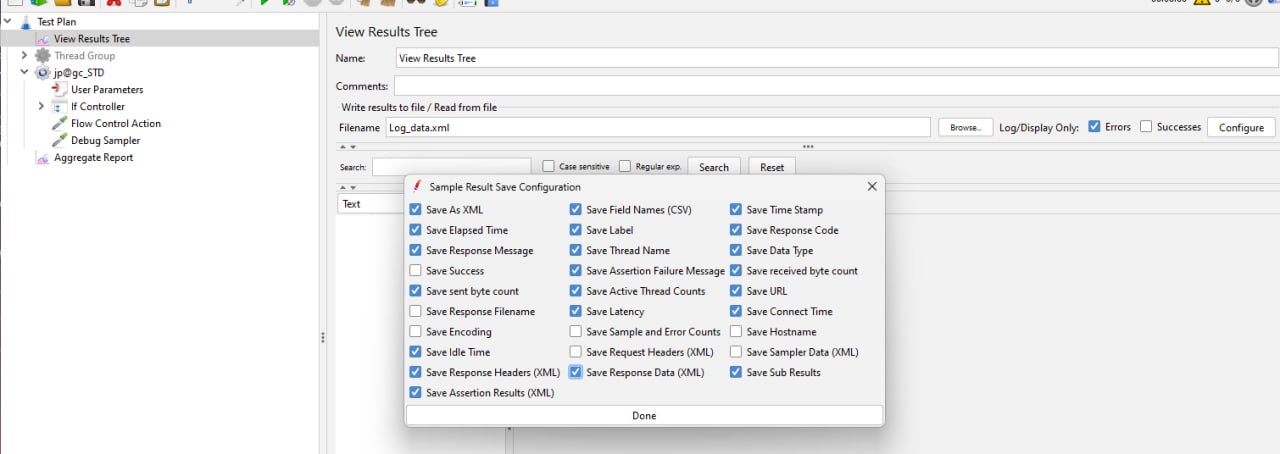 Test Plan
View Results Tree
Thread Group
jp@gc_STD
User Parameters
If Controller
Flow Control Action
Debug Sampler
Aggregate Report
View Results Tree
Name: View Results Tree
Comments:
Write results to file / Read from file
Filename Log_data.xml Browse... Log/Display Only: Errors Successes Configure
Search: Case sensitive Regular exp. Search Reset
Text
Sample Result Save Configuration
Save As XML Save Field Names (CSV) Save Time Stamp
Save Elapsed Time Save Label Save Response Code
Save Response Message Save Thread Name Save Data Type
Save Success Save Assertion Failure Message Save received byte count
Save sent byte count Save Active Thread Counts Save URL
Save Response Filename Save Latency Save Connect Time
Save Encoding Save Sample and Error Counts Save Hostname
Save Idle Time Save Request Headers (XML) Save Sampler Data (XML)
Save Response Headers (XML) Save Response Data (XML) Save Sub Results
Save Assertion Results (XML)
Done